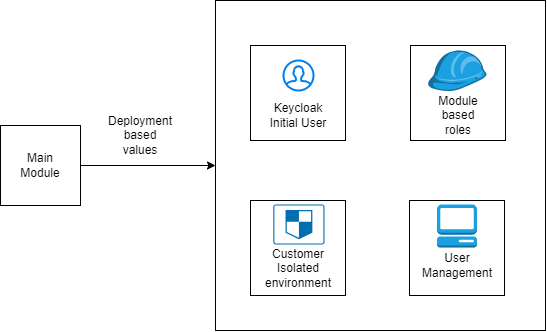 Main
Module
Deployment
based
values
Keycloak
Initial User
Module
based
roles
Customer
Isolated
environment
User
Management